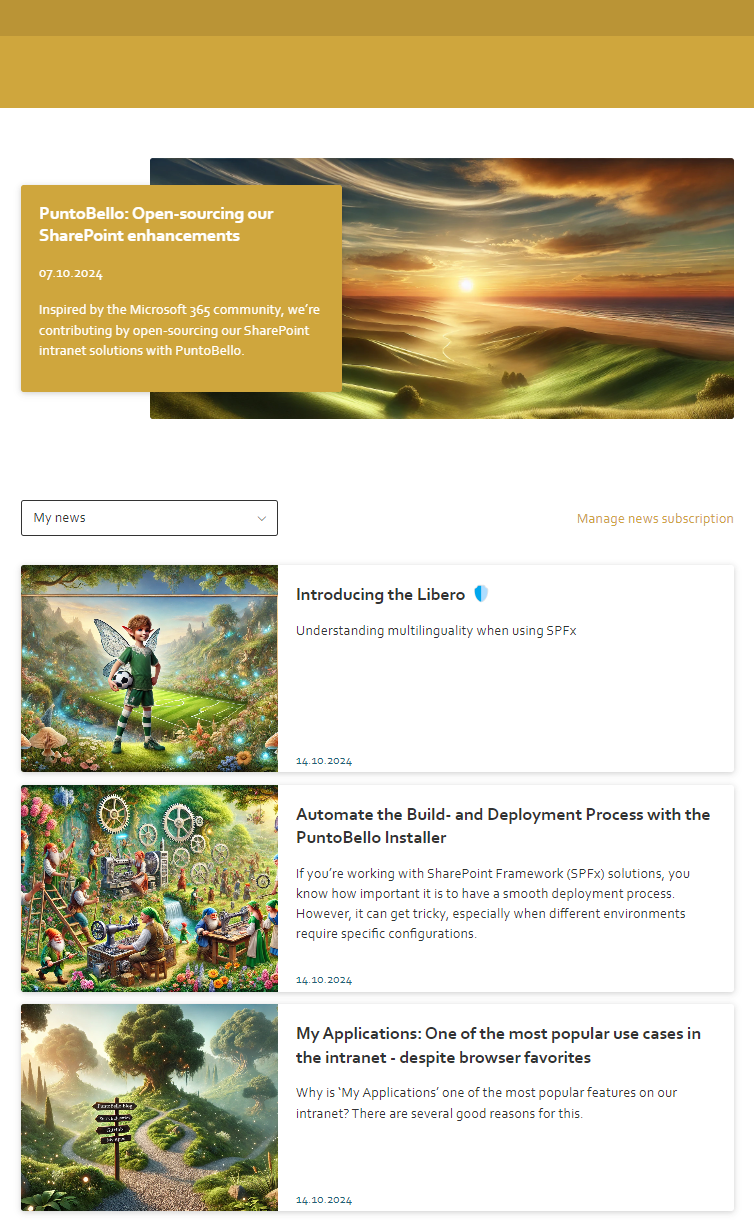 PuntoBello: Open-sourcing our
SharePoint enhancements
07.10.2024
Inspired by the Microsoft 365 community, we’re
contributing by open-sourcing our SharePoint
intranet solutions with PuntoBello.
My news
Manage news subscription
Introducing the Libero
Understanding multilinguality when using SPFx
14.10.2024
Automate the Build- and Deployment Process with the
PuntoBello Installer
If you’re working with SharePoint Framework (SPFx) solutions, you
know how important it is to have a smooth deployment process.
However, it can get tricky, especially when different environments
require specific configurations.
14.10.2024
My Applications: One of the most popular use cases in
the intranet - despite browser favorites
Why is ‘My Applications’ one of the most popular features on our
intranet? There are several good reasons for this.
PuntoBello Blog
14.10.2024